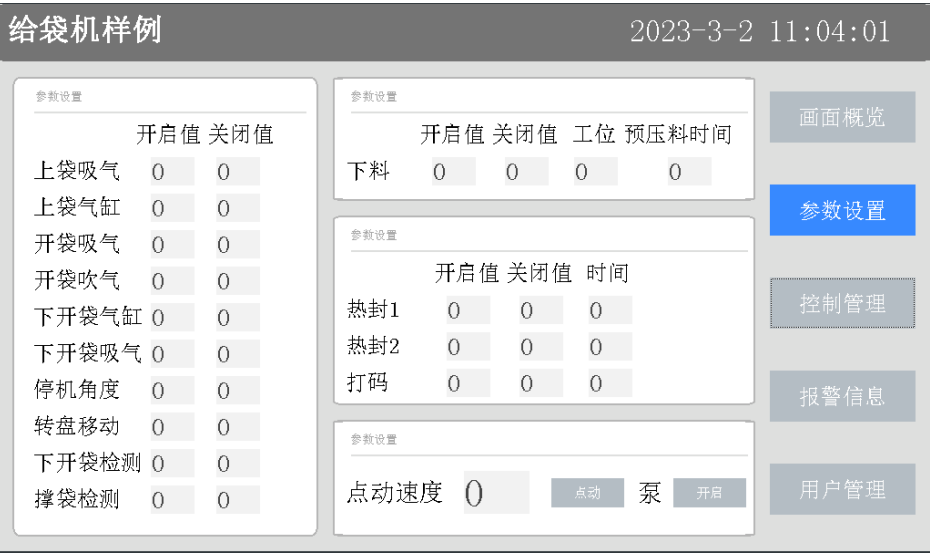 给袋机样例 2023-3-2 11:04:01
参数设置
开启值 关闭值
上袋吸气 0 0
上袋气缸 0 0
开袋吸气 0 0
开袋吹气 0 0
下开袋气缸 0 0
下开袋吸气 0 0
停机角度 0 0
转盘移动 0 0
下开袋检测 0 0
撑袋检测 0 0
参数设置
开启值 关闭值 工位 预压料时间
下料 0 0 0 0
参数设置
开启值 关闭值 时间
热封1 0 0 0
热封2 0 0 0
打码 0 0 0
参数设置
点动速度 0 点动 泵 开启
画面概览
参数设置
控制管理
报警信息
用户管理